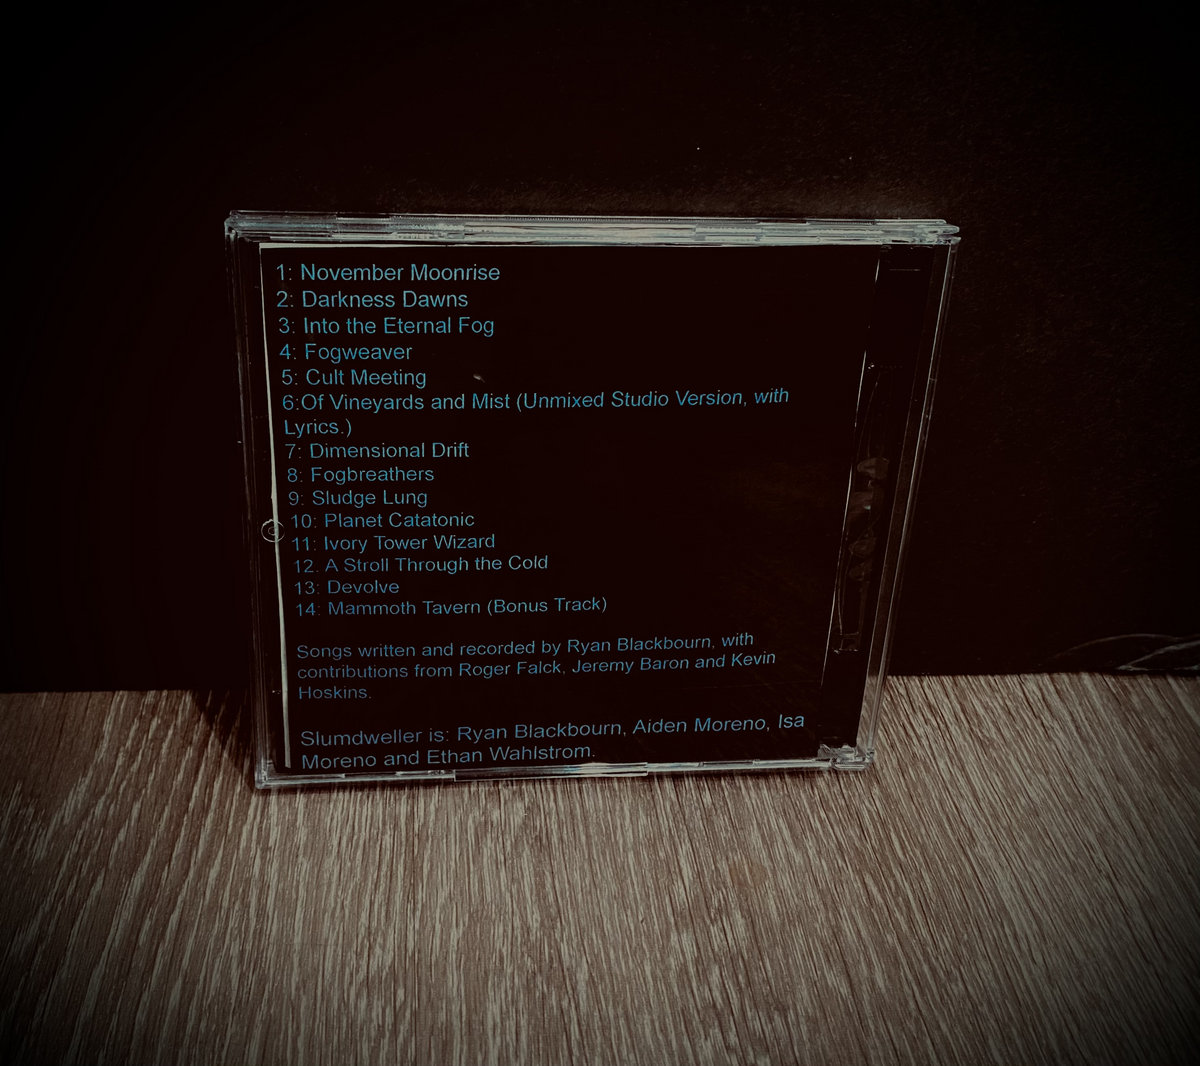 1: November Moonrise
2: Darkness Dawns
3: Into the Eternal Fog
4: Fogweaver
5: Cult Meeting
6:Of Vineyards and Mist (Unmixed Studio Version, with
Lyrics.)
7: Dimensional Drift
8: Fogbreathers
9: Sludge Lung
10: Planet Catatonic
11: Ivory Tower Wizard
12. A Stroll Through the Cold
13: Devolve
14: Mammoth Tavern (Bonus Track)
Songs written and recorded by Ryan Blackbourn, with
contributions from Roger Falck, Jeremy Baron and Kevin
Hoskins.
Slumdweller is: Ryan Blackbourn, Aiden Moreno, Isa
Moreno and Ethan Wahlstrom.